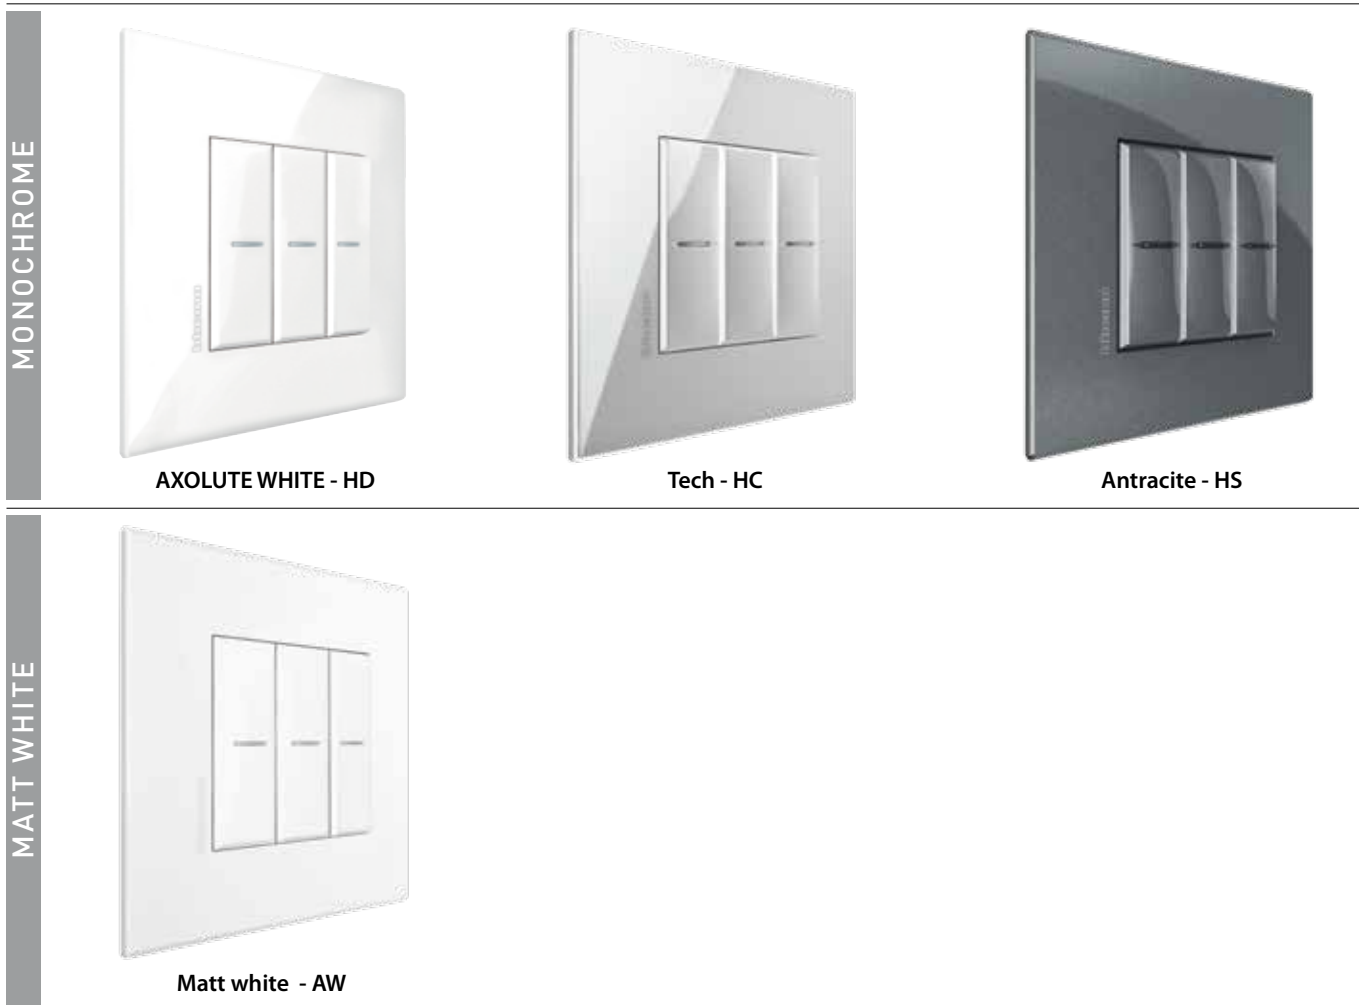 MONOCHROME
AXOLUTE WHITE - HD
Tech - HC
Antracite - HS
MATT WHITE
Matt white - AW